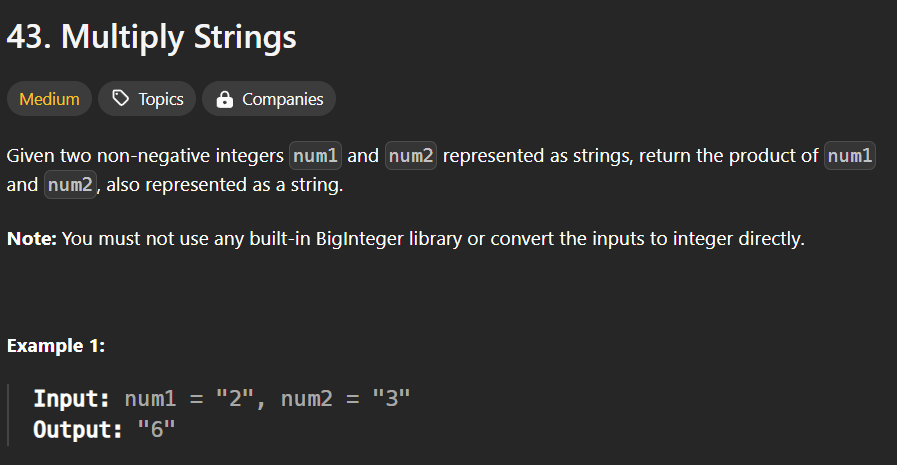 43. Multiply Strings
Medium Topics Companies
Given two non-negative integers num1 and num2 represented as strings, return the product of num1
and num2, also represented as a string.
Note: You must not use any built-in BigInteger library or convert the inputs to integer directly.
Example 1:
Input: num1 = "2", num2 = "3"
Output: "6"